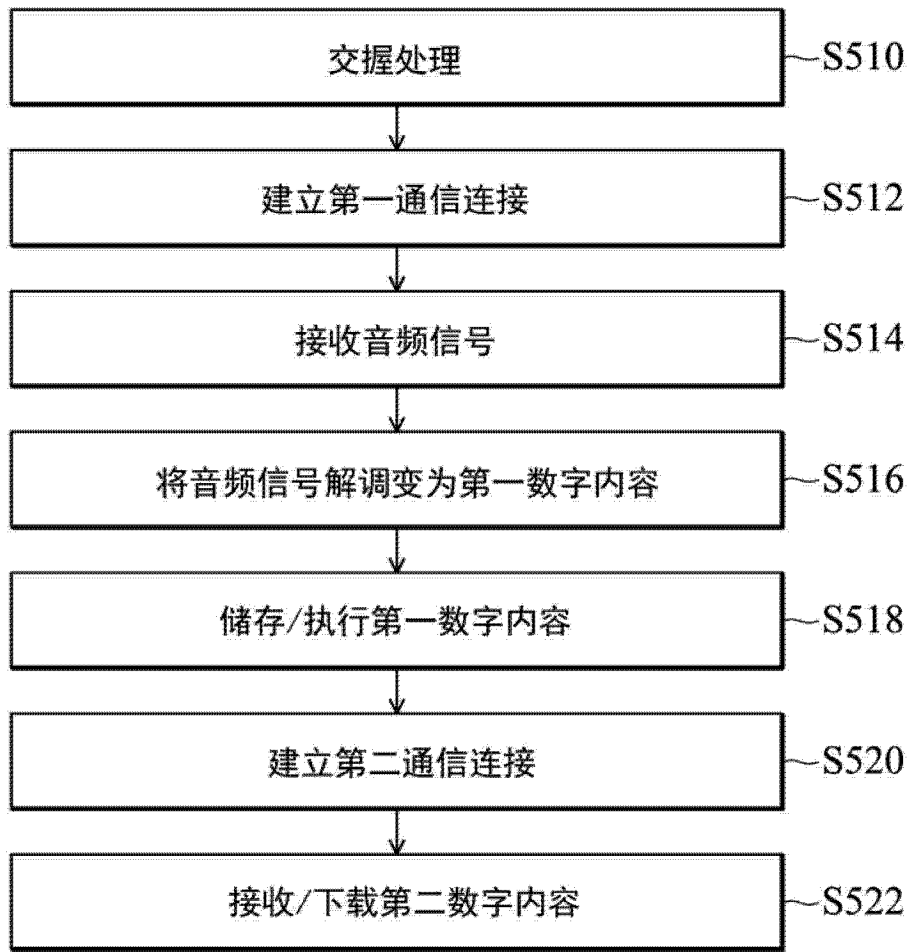 交握处理 S510
建立第一通信连接 S512
接收音频信号 S514
将音频信号解调变为第一数字内容 S516
储存/执行第一数字内容 S518
建立第二通信连接 S520
接收/下载第二数字内容 S522